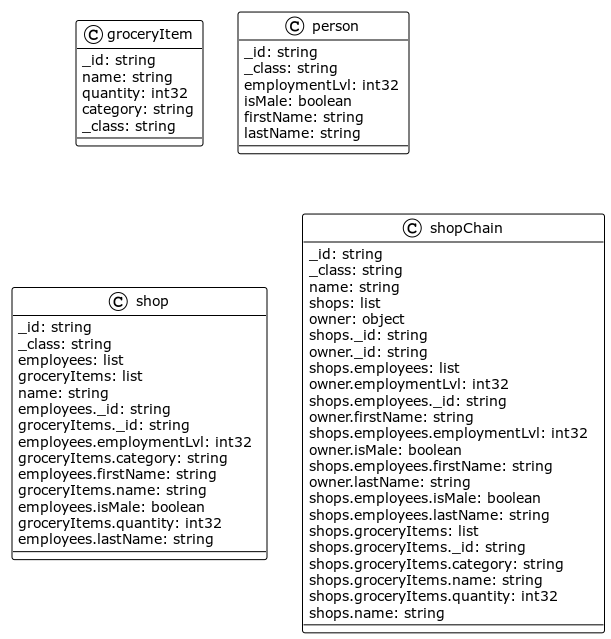 C groceryItem
_id: string
name: string
quantity: int32
category: string
_class: string
C person
_id: string
_class: string
employmentLvl: int32
isMale: boolean
firstName: string
lastName: string
C shop
_id: string
_class: string
employees: list
groceryItems: list
name: string
employees._id: string
groceryItems._id: string
employees.employmentLvl: int32
groceryItems.category: string
employees.firstName: string
groceryItems.name: string
employees.isMale: boolean
groceryItems.quantity: int32
employees.lastName: string
C shopChain
_id: string
_class: string
name: string
shops: list
owner: object
shops._id: string
owner._id: string
shops.employees: list
owner.employmentLvl: int32
shops.employees._id: string
owner.firstName: string
shops.employees.employmentLvl: int32
owner.isMale: boolean
shops.employees.firstName: string
owner.lastName: string
shops.employees.isMale: boolean
shops.employees.lastName: string
shops.groceryItems: list
shops.groceryItems._id: string
shops.groceryItems.category: string
shops.groceryItems.name: string
shops.groceryItems.quantity: int32
shops.name: string